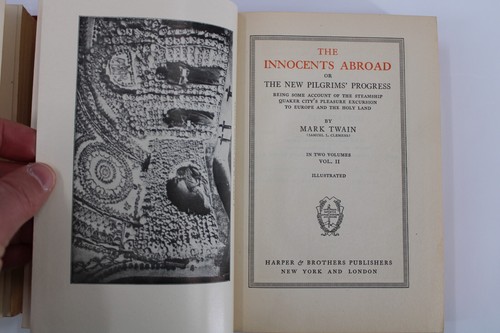 THE
INNOCENTS ABROAD
OR
THE NEW PILGRIMS' PROGRESS
BEING SOME ACCOUNT OF THE STEAMSHIP
QUAKER CITY'S PLEASURE EXCURSION
TO EUROPE AND THE HOLY LAND
BY
MARK TWAIN
(SAMUEL L. CLEMENS)
IN TWO VOLUMES
VOL. II
ILLUSTRATED
HARPER & BROTHERS PUBLISHERS
NEW YORK AND LONDON